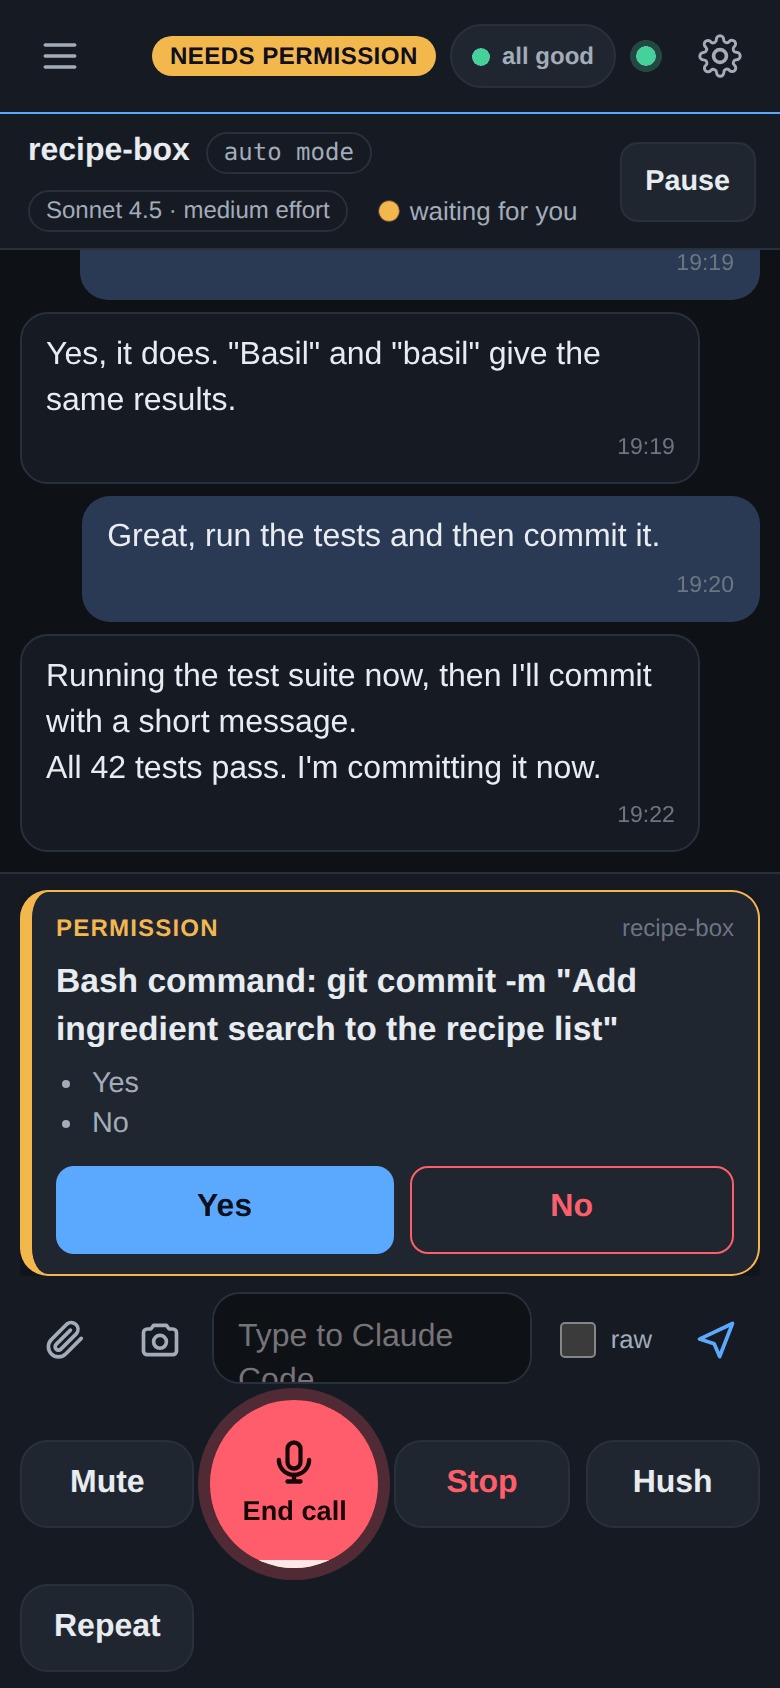 NEEDS PERMISSION
all good
recipe-box
auto mode
Pause
Sonnet 4.5 · medium effort
waiting for you
19:19
Yes, it does. "Basil" and "basil" give the
same results.
19:19
Great, run the tests and then commit it.
19:20
Running the test suite now, then I'll commit
with a short message.
All 42 tests pass. I'm committing it now.
19:22
PERMISSION
recipe-box
Bash command: git commit -m "Add
ingredient search to the recipe list"
• Yes
• No
Yes
No
Type to Claude
Code
raw
Mute
End call
Stop
Hush
Repeat